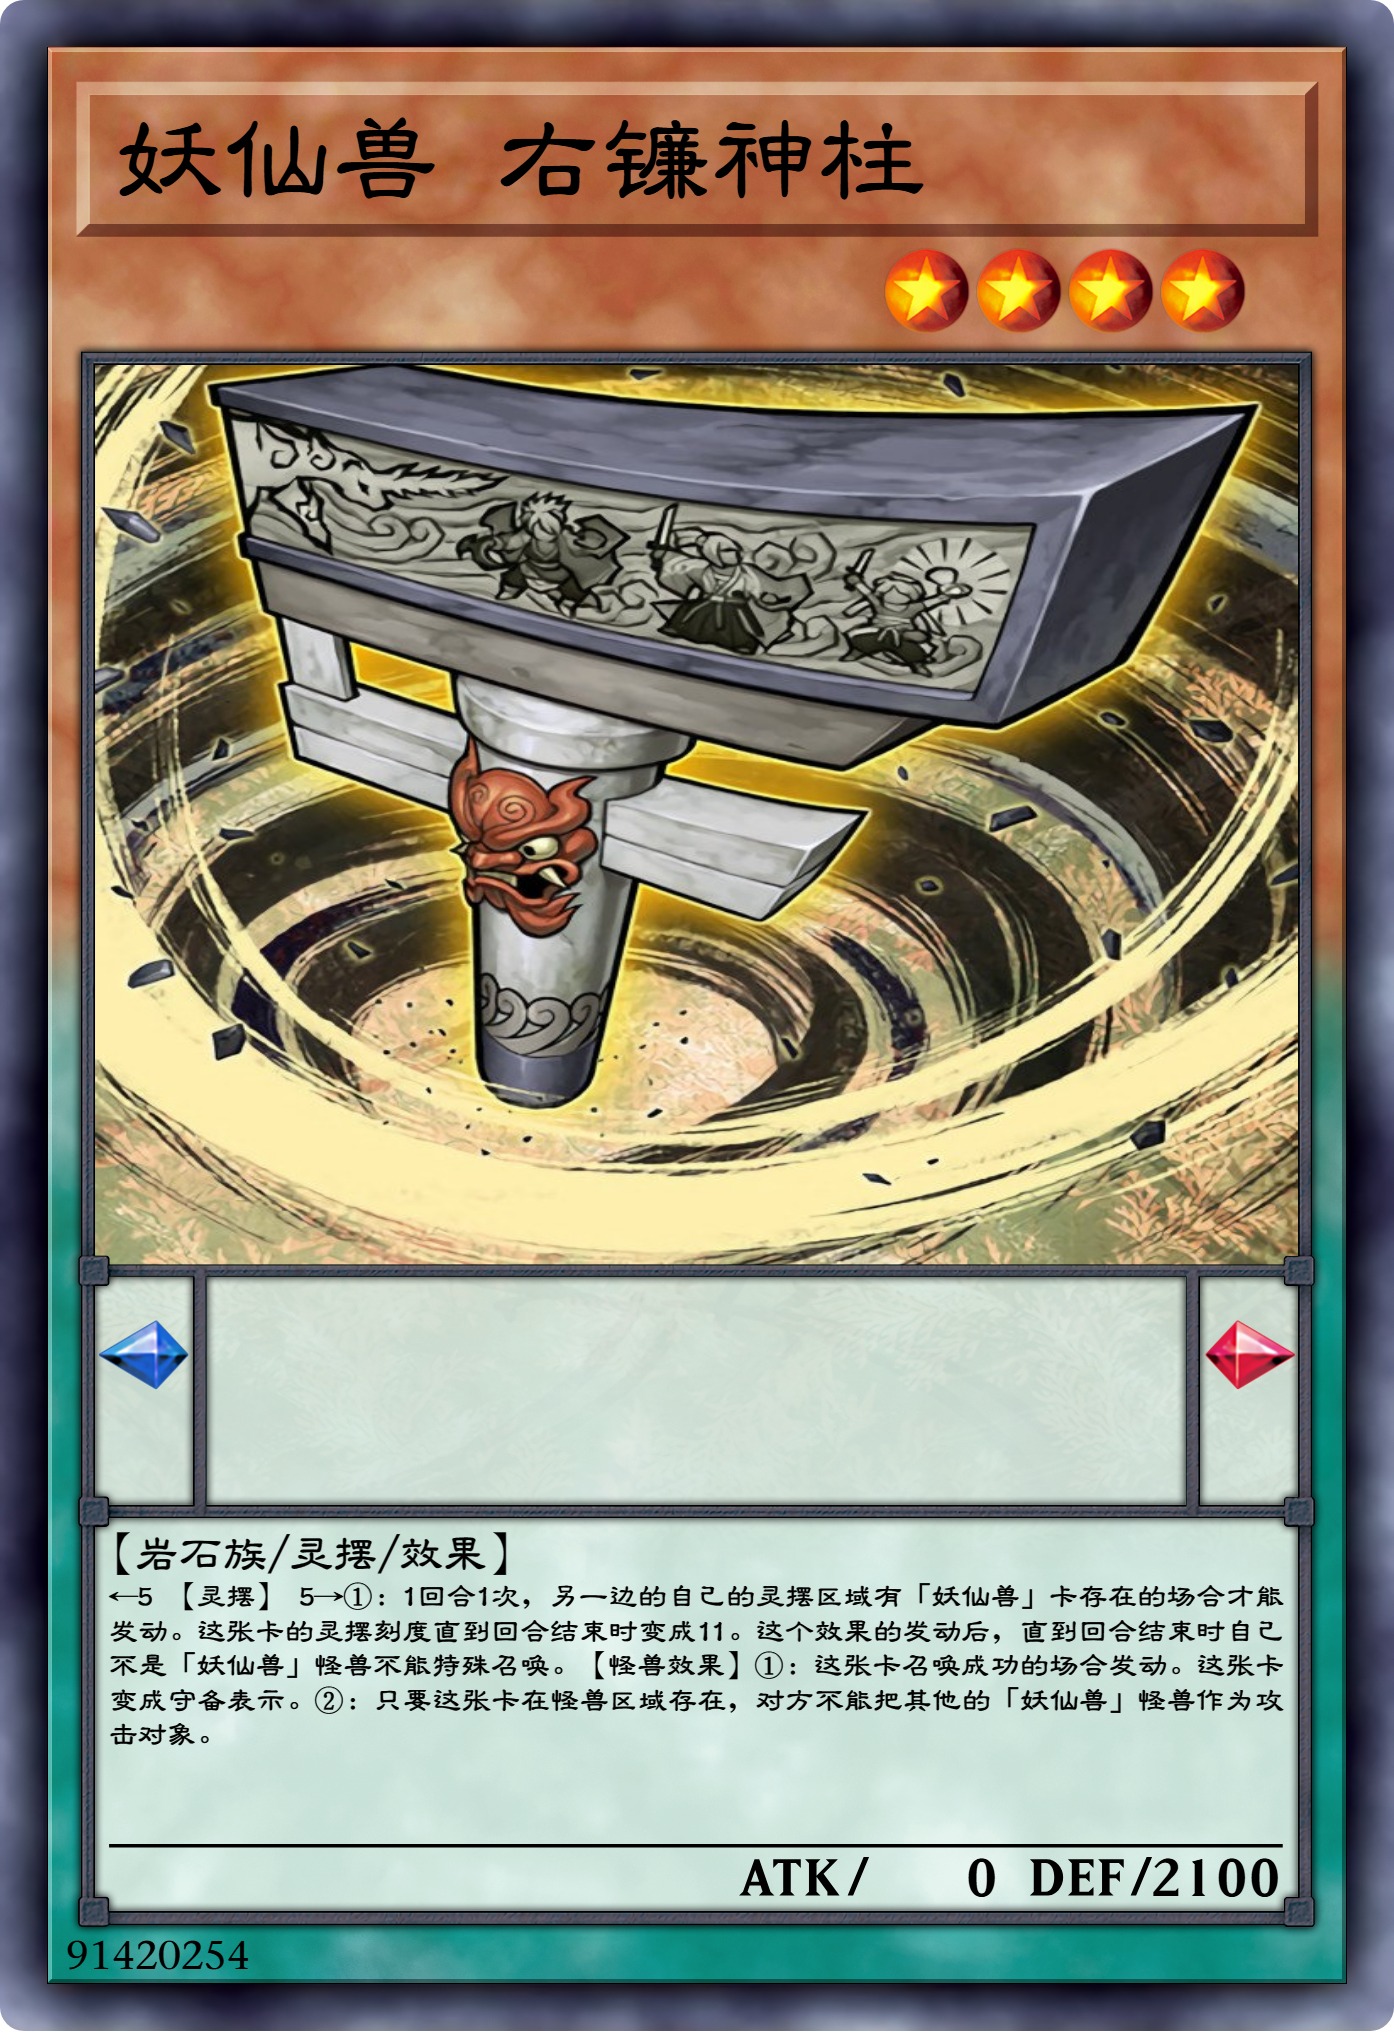 妖仙兽 右镰神柱
【岩石族/灵摆/效果】
←5 【灵摆】 5→①：1回合1次，另一边的自己的灵摆区域有「妖仙兽」卡存在的场合才能
发动。这张卡的灵摆刻度直到回合结束时变成11。这个效果的发动后，直到回合结束时自己
不是「妖仙兽」怪兽不能特殊召唤。【怪兽效果】①：这张卡召唤成功的场合发动。这张卡
变成守备表示。②：只要这张卡在怪兽区域存在，对方不能把其他的「妖仙兽」怪兽作为攻
击对象。
ATK/ 0 DEF/2100
91420254